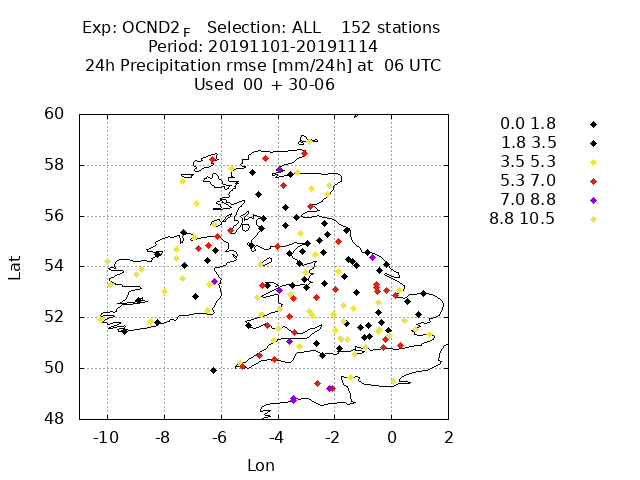 Exp: OCND2_F Selection: ALL 152 stations
Period: 20191101-20191114
24h Precipitation rmse [mm/24h] at 06 UTC
Used 00 + 30-06
60
58
56
54
52
50
48
Lat
-10 -8 -6 -4 -2 0 2
Lon
0.0 1.8
1.8 3.5
3.5 5.3
5.3 7.0
7.0 8.8
8.8 10.5